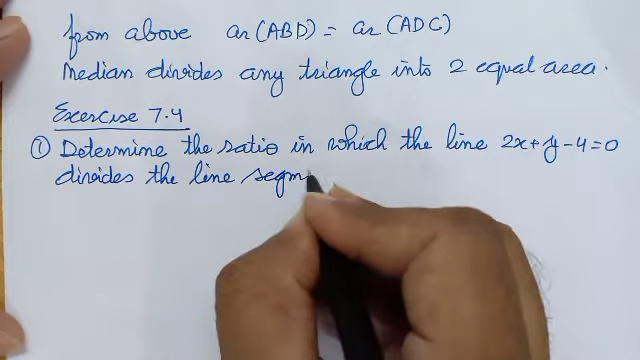 from above ar(ABD) = ar(ADC)
Median divides any triangle into 2 equal area.
Exercise 7.4
① Determine the ratio in which the line 2x+y-4=0
divides the line segm